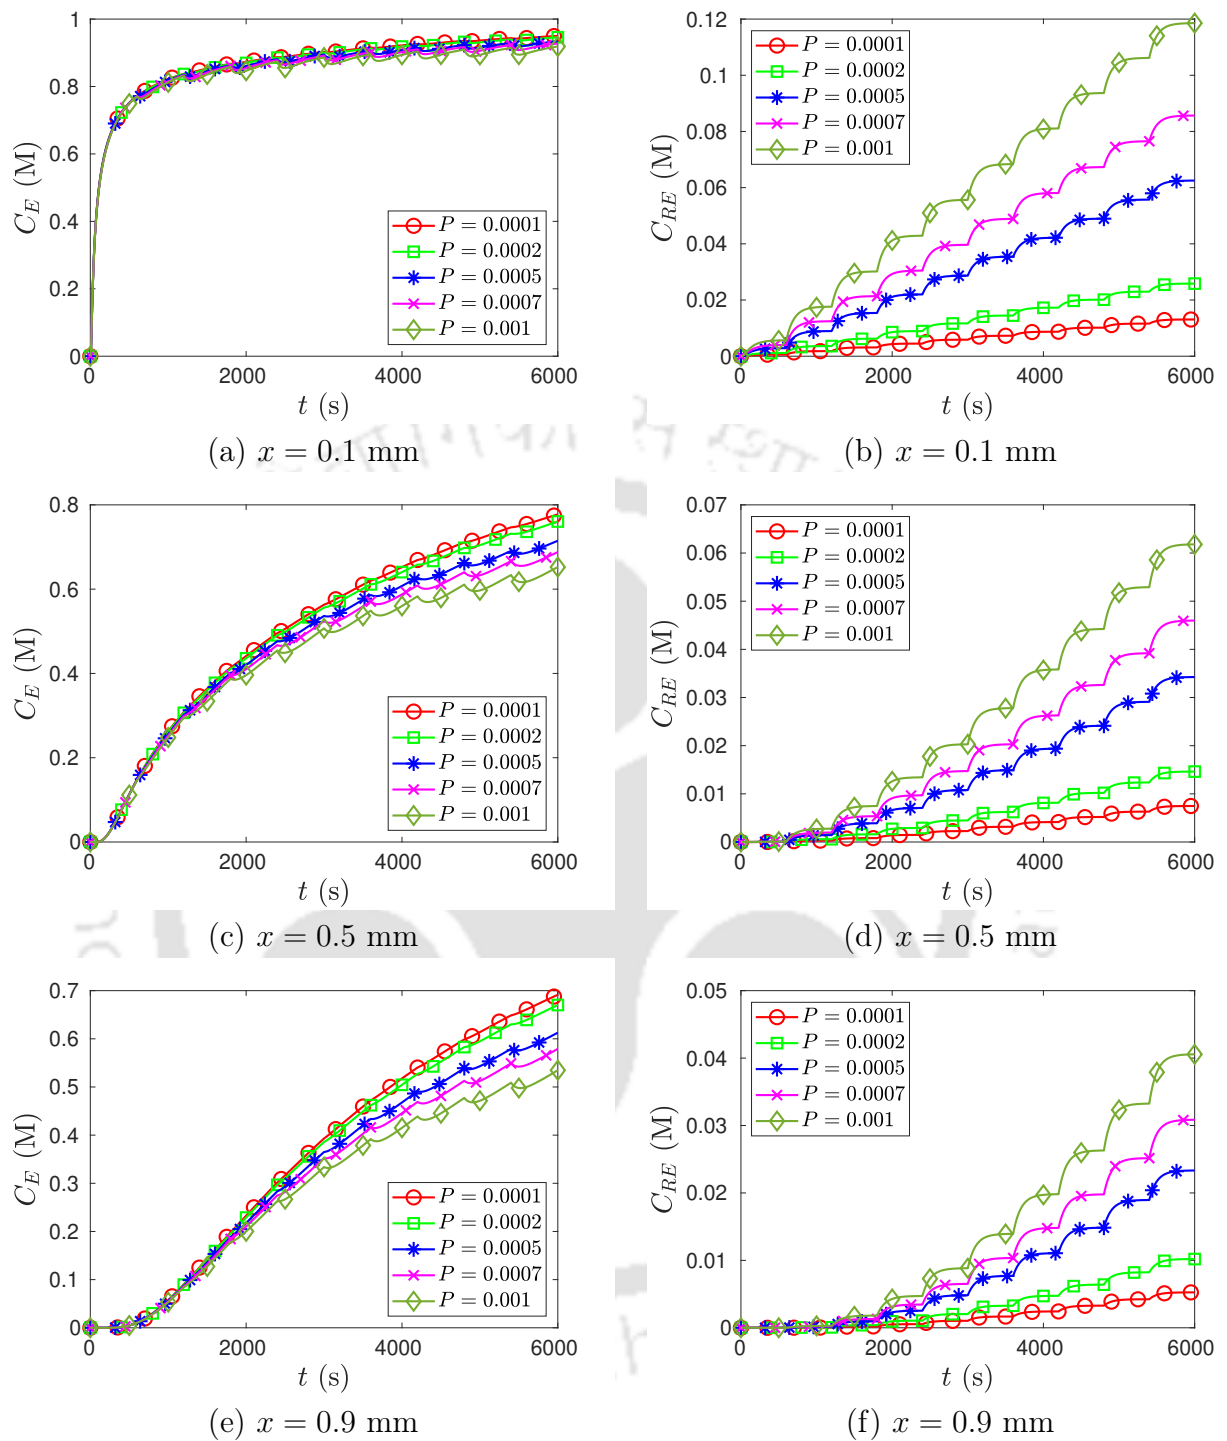 1
0.8
0.6
0.4
0.2
0
0 2000 4000 6000
C_E (M)
t (s)
P = 0.0001
P = 0.0002
P = 0.0005
P = 0.0007
P = 0.001
(a) x = 0.1 mm
0.12
0.1
0.08
0.06
0.04
0.02
0
0 2000 4000 6000
C_RE (M)
t (s)
P = 0.0001
P = 0.0002
P = 0.0005
P = 0.0007
P = 0.001
(b) x = 0.1 mm
0.8
0.6
0.4
0.2
0
0 2000 4000 6000
C_E (M)
t (s)
P = 0.0001
P = 0.0002
P = 0.0005
P = 0.0007
P = 0.001
(c) x = 0.5 mm
0.07
0.06
0.05
0.04
0.03
0.02
0.01
0
0 2000 4000 6000
C_RE (M)
t (s)
P = 0.0001
P = 0.0002
P = 0.0005
P = 0.0007
P = 0.001
(d) x = 0.5 mm
0.7
0.6
0.5
0.4
0.3
0.2
0.1
0
0 2000 4000 6000
C_E (M)
t (s)
P = 0.0001
P = 0.0002
P = 0.0005
P = 0.0007
P = 0.001
(e) x = 0.9 mm
0.05
0.04
0.03
0.02
0.01
0
0 2000 4000 6000
C_RE (M)
t (s)
P = 0.0001
P = 0.0002
P = 0.0005
P = 0.0007
P = 0.001
(f) x = 0.9 mm